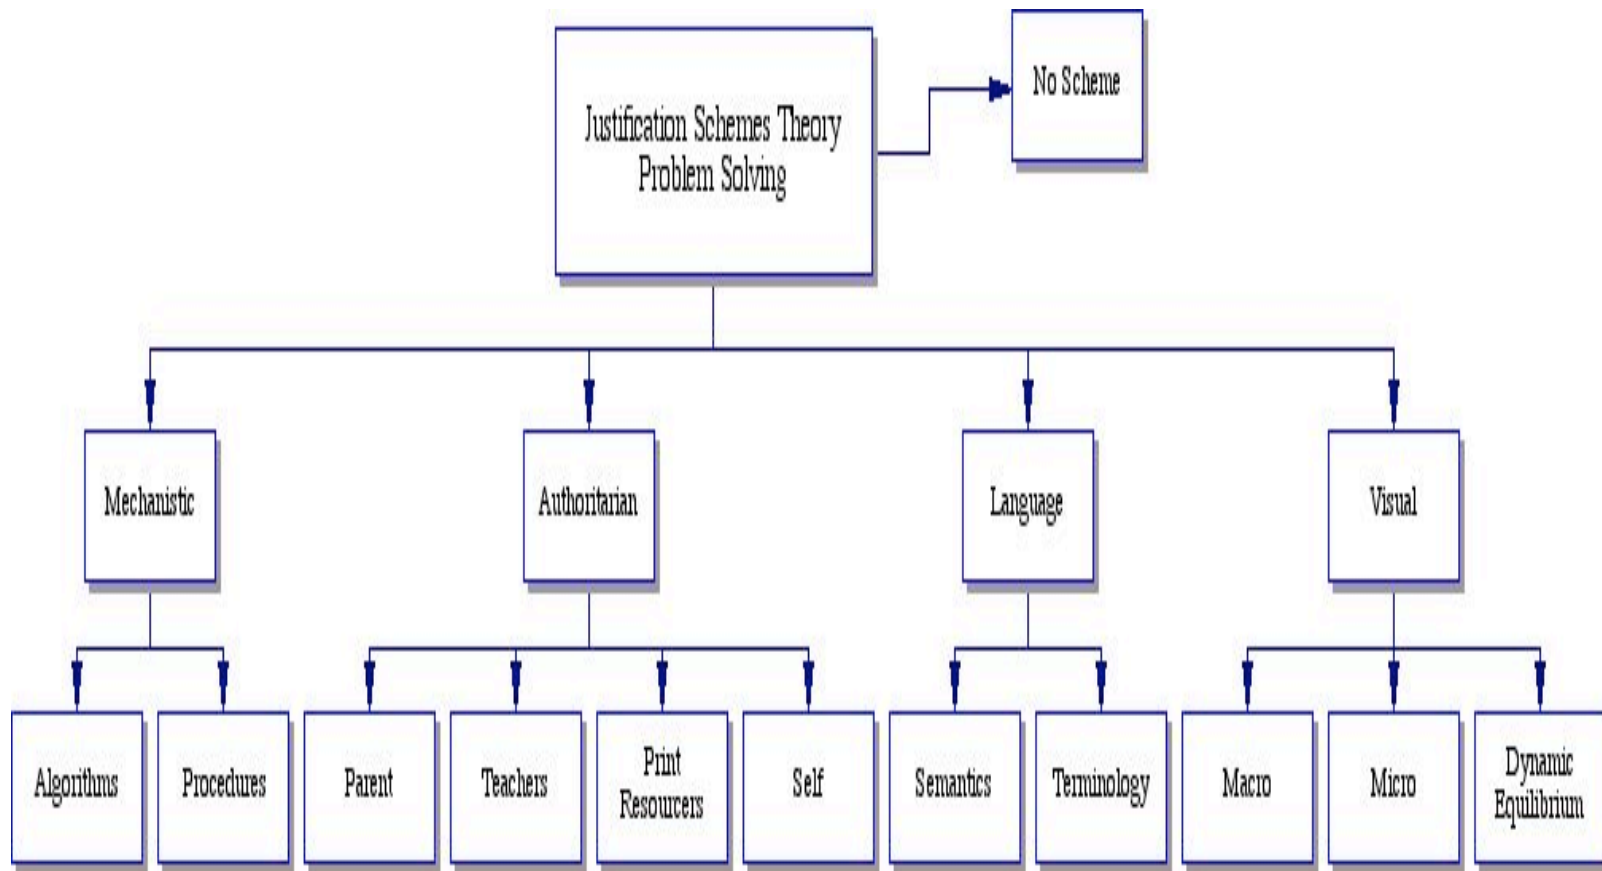 No Scheme
Justification Schemes Theory
Problem Solving
Mechanistic
Authoritarian
Language
Visual
Algorithms
Procedures
Parent
Teachers
Print
Resourcers
Self
Semantics
Terminology
Macro
Micro
Dynamic
Equilibrium